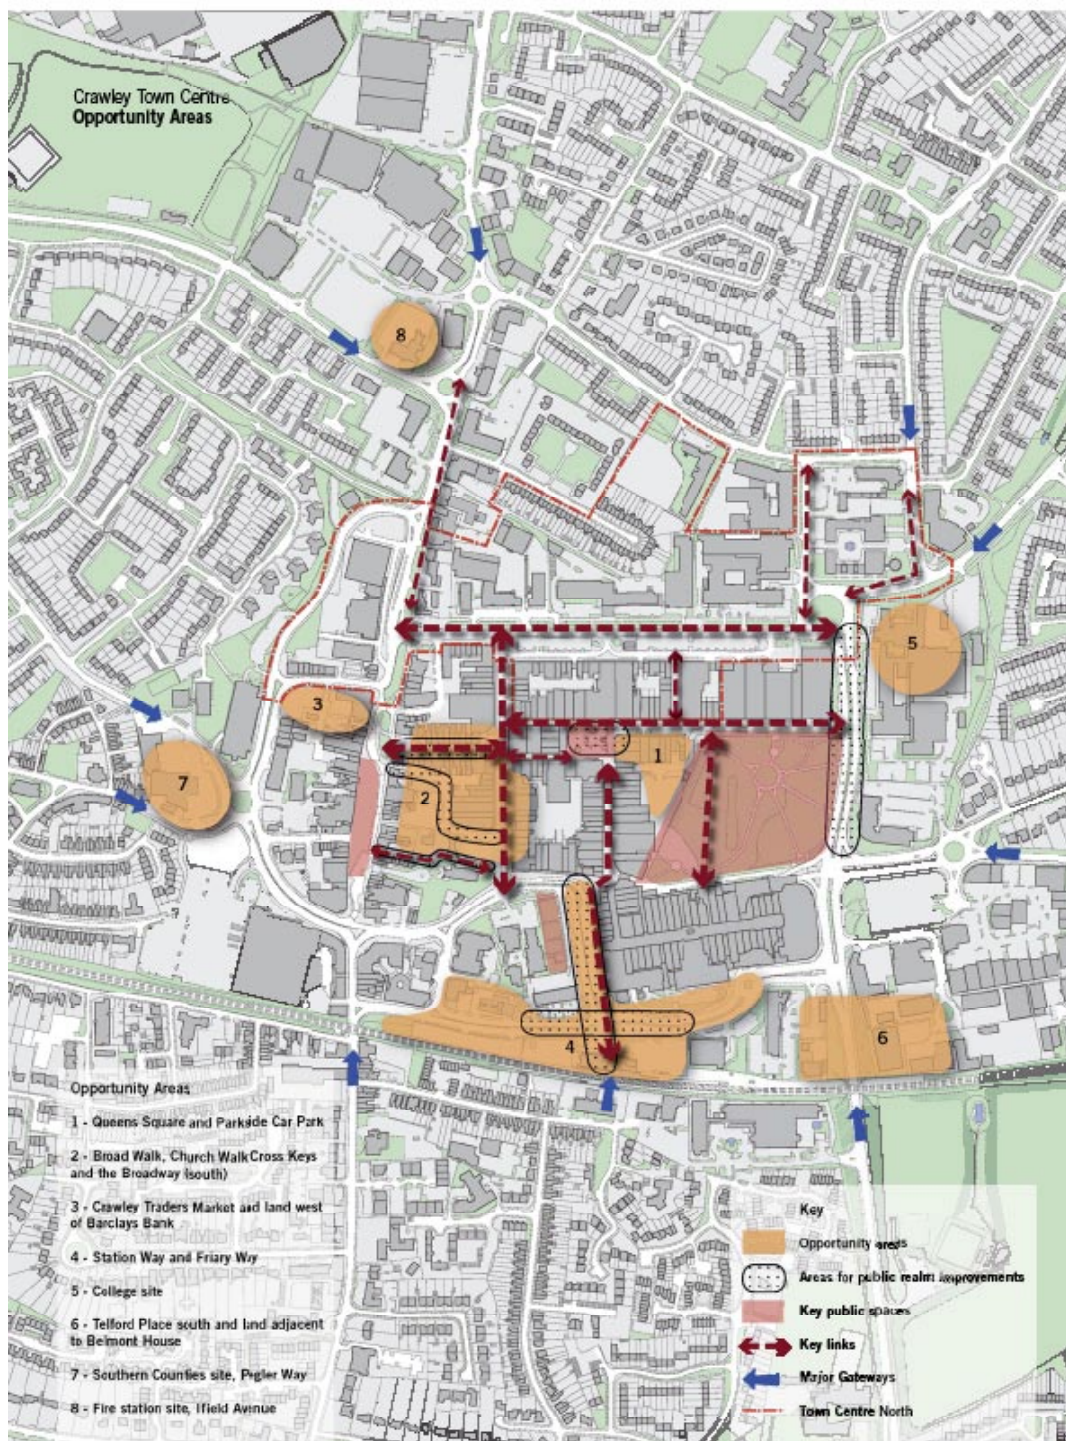 Crawley Town Centre
Opportunity Areas
8
5
3
1
7
2
6
4
Opportunity Areas
1 - Queens Square and Parkside Car Park
2 - Broad Walk, Church Walk Cross Keys
and the Broadway (south)
3 - Crawley Traders Market and land west
of Barclays Bank
4 - Station Way and Friary Way
5 - College site
6 - Telford Place south and land adjacent
to Belmont House
7 - Southern Counties site, Pegler Way
8 - Fire station site, Ifield Avenue
Key
Opportunity areas
Areas for public realm improvements
Key public spaces
Key links
Major Gateways
Town Centre North